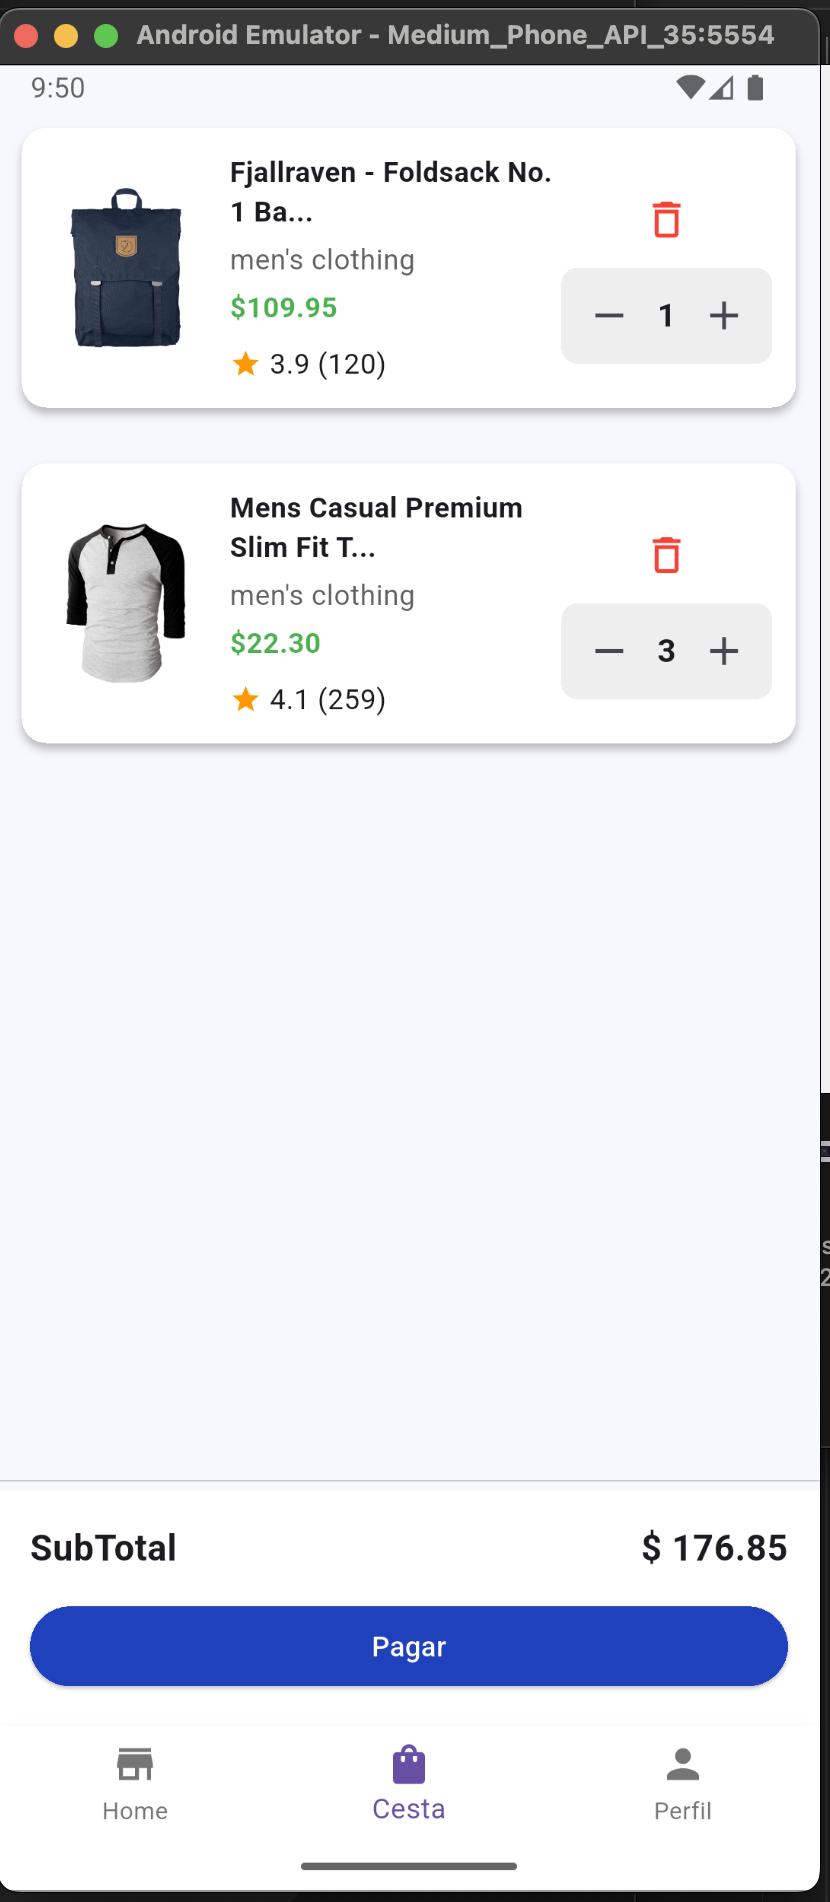 Android Emulator - Medium_Phone_API_35:5554
9:50
Fjallraven - Foldsack No.
1 Ba...
men's clothing
$109.95
3.9 (120)
1
Mens Casual Premium
Slim Fit T...
men's clothing
$22.30
4.1 (259)
3
SubTotal
$ 176.85
Pagar
Home
Cesta
Perfil